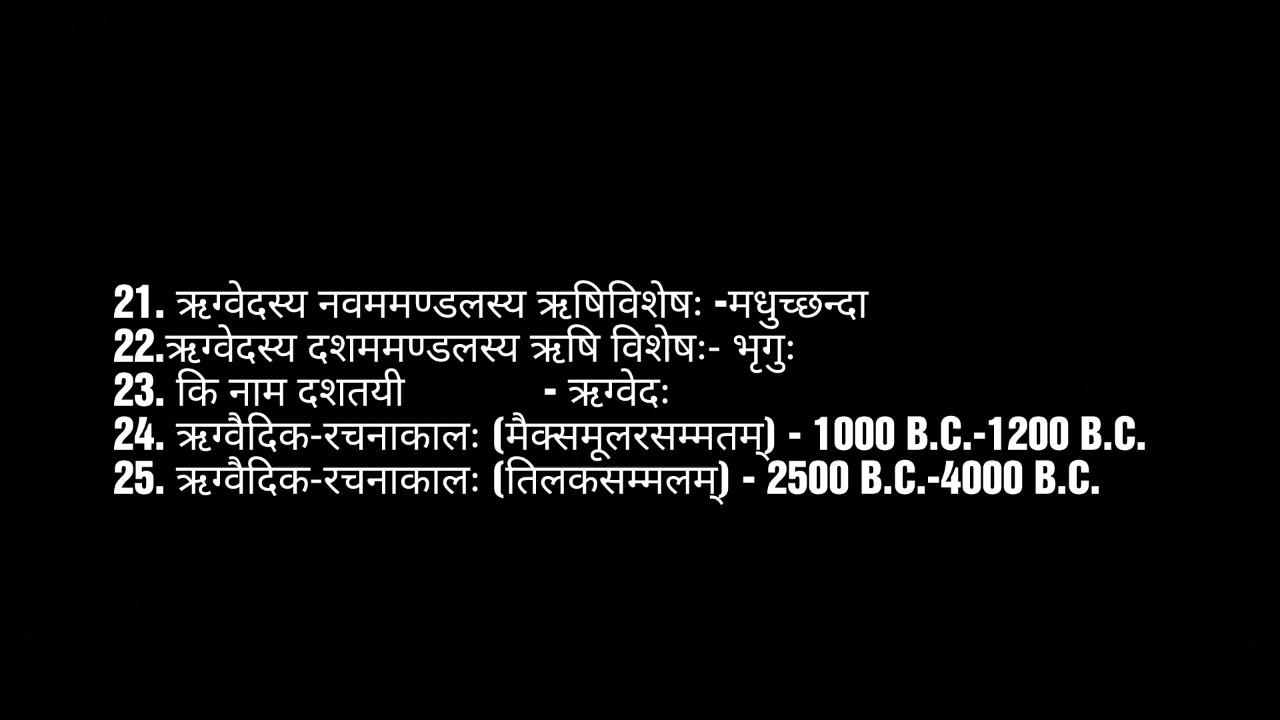 21. ऋग्वेदस्य नवममण्डलस्य ऋषिविशेषः -मधुच्छन्दा
22.ऋग्वेदस्य दशममण्डलस्य ऋषि विशेषः- भृगुः
23. कि नाम दशतयी - ऋग्वेदः
24. ऋग्वैदिक-रचनाकालः (मैक्समूलरसम्मतम्) - 1000 B.C.-1200 B.C.
25. ऋग्वैदिक-रचनाकालः (तिलकसम्मलम्) - 2500 B.C.-4000 B.C.